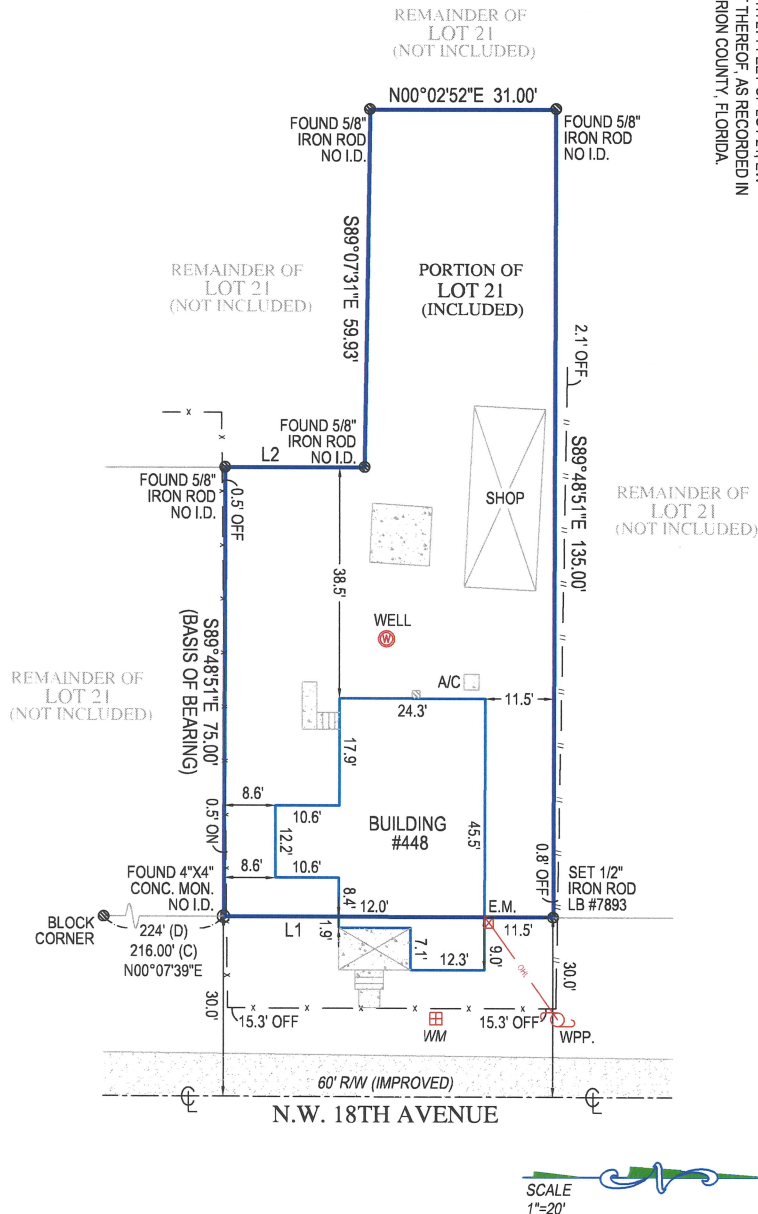 REMAINDER OF
LOT 21
(NOT INCLUDED)
THEREOF, AS RECORDED IN
RION COUNTY, FLORIDA.
N00°02'52"E 31.00'
FOUND 5/8"
IRON ROD
NO I.D.
FOUND 5/8"
IRON ROD
NO I.D.
S89°07'31"E 59.93'
REMAINDER OF
LOT 21
(NOT INCLUDED)
PORTION OF
LOT 21
(INCLUDED)
2.1' OFF
S89°48'51"E 135.00'
FOUND 5/8"
IRON ROD
NO I.D.
L2
FOUND 5/8"
IRON ROD
NO I.D.
0.5' OFF
SHOP
REMAINDER OF
LOT 21
(NOT INCLUDED)
38.5'
WELL
W
S89°48'51"E 75.00'
(BASIS OF BEARING)
REMAINDER OF
LOT 21
(NOT INCLUDED)
A/C
24.3'
11.5'
17.9'
8.6'
10.6'
0.5' ON
12.2'
BUILDING
#448
45.5'
8.6'
10.6'
0.8' OFF
FOUND 4"X4"
CONC. MON.
NO I.D.
SET 1/2"
IRON ROD
LB #7893
8.4'
12.0'
E.M.
BLOCK
CORNER
224' (D)
216.00' (C)
N00°07'39"E
L1
1.9'
11.5'
7.1'
12.3'
9.0'
OHL
30.0'
30.0'
15.3' OFF
WM
15.3' OFF
WPP.
60' R/W (IMPROVED)
CL
CL
N.W. 18TH AVENUE
N
SCALE
1"=20'